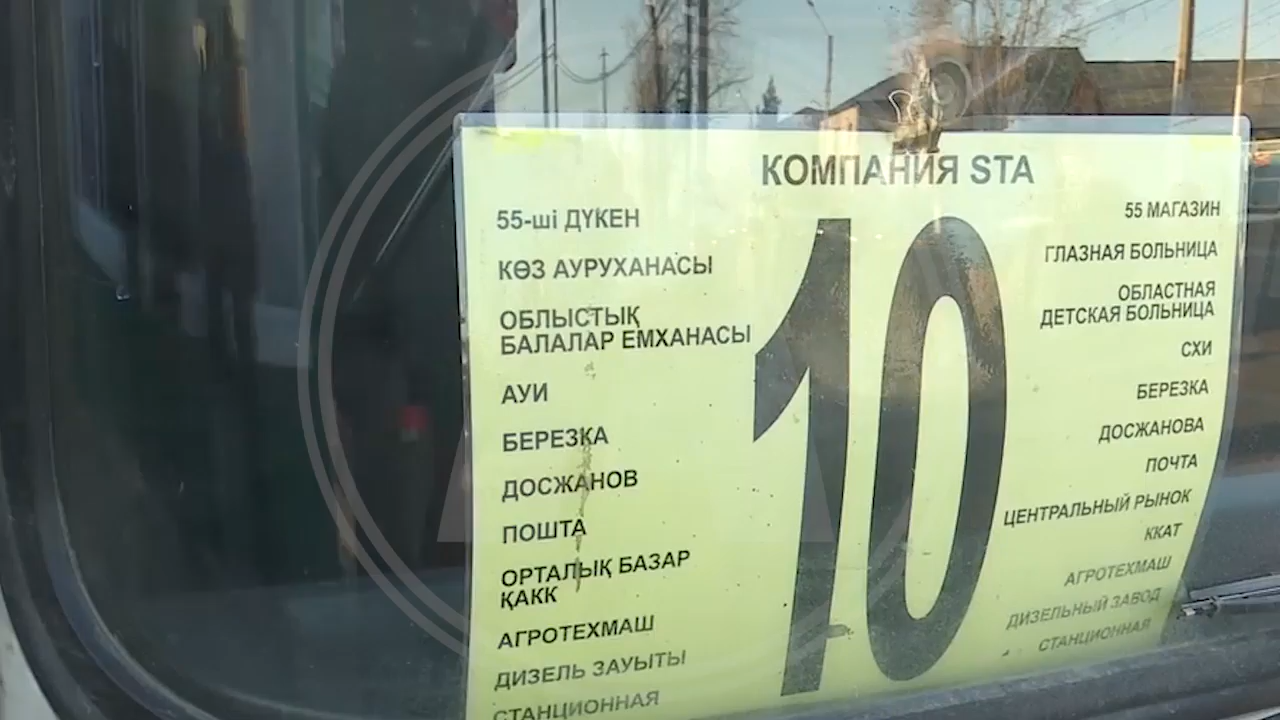 КОМПАНИЯ STA
55-ші ДҮКЕН
КӨЗ АУРУХАНАСЫ
ОБЛЫСТЫҚ
БАЛАЛАР ЕМХАНАСЫ
АУИ
БЕРЕЗКА
ДОСЖАНОВ
ПОШТА
ОРТАЛЫҚ БАЗАР
ҚАКК
АГРОТЕХМАШ
ДИЗЕЛЬ ЗАУЫТЫ
СТАНЦИОННАЯ
10
55 МАГАЗИН
ГЛАЗНАЯ БОЛЬНИЦА
ОБЛАСТНАЯ
ДЕТСКАЯ БОЛЬНИЦА
СХИ
БЕРЕЗКА
ДОСЖАНОВА
ПОЧТА
ЦЕНТРАЛЬНЫЙ РЫНОК
ККАТ
АГРОТЕХМАШ
ДИЗЕЛЬНЫЙ ЗАВОД
СТАНЦИОННАЯ